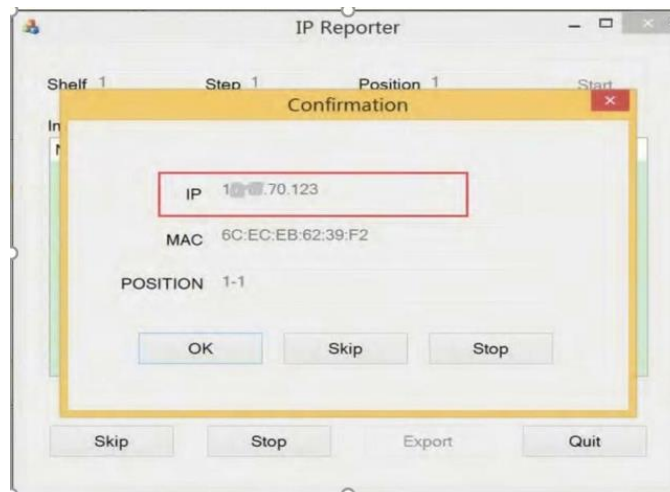 IP Reporter
Shelf 1 Step 1 Position 1 Start
Confirmation
IP .70.123
MAC 6C:EC:EB:62:39:F2
POSITION 1-1
OK Skip Stop
Skip Stop Export Quit